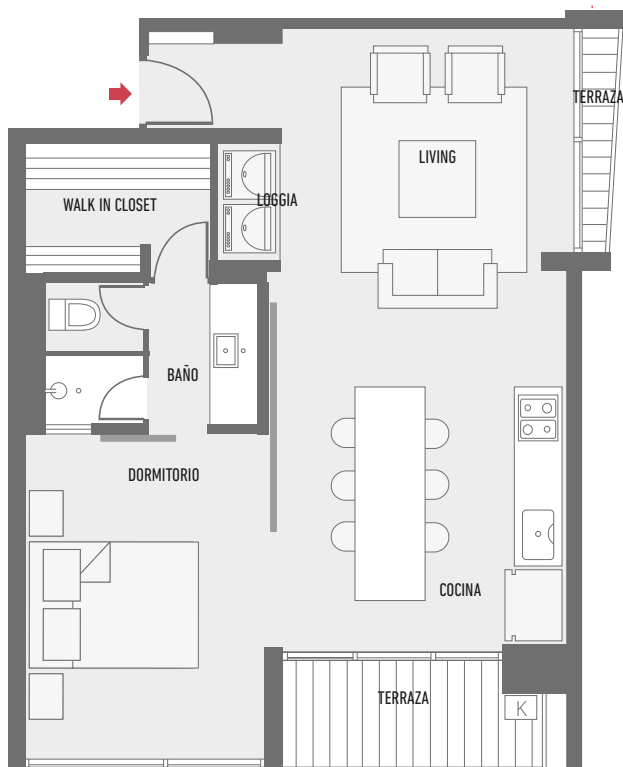 TERRAZA
LIVING
LOGGIA
WALK IN CLOSET
BAÑO
DORMITORIO
COCINA
TERRAZA
K